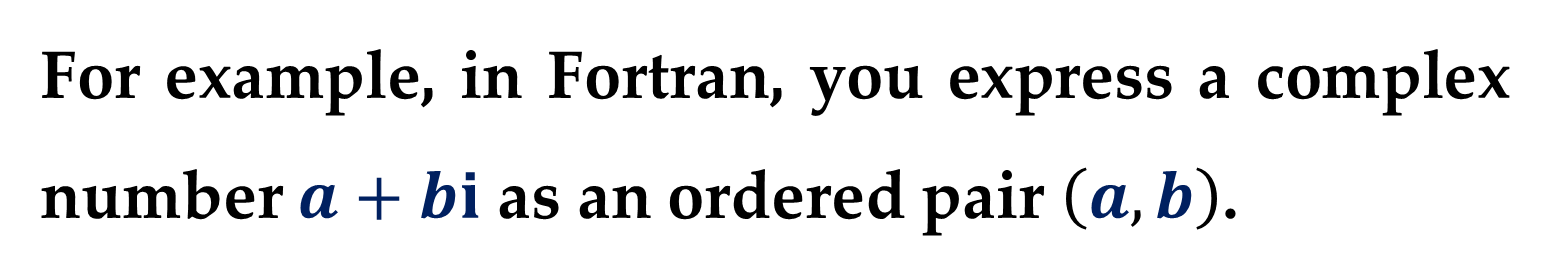 For example, in Fortran, you express a complex
number a + bi as an ordered pair (a, b).